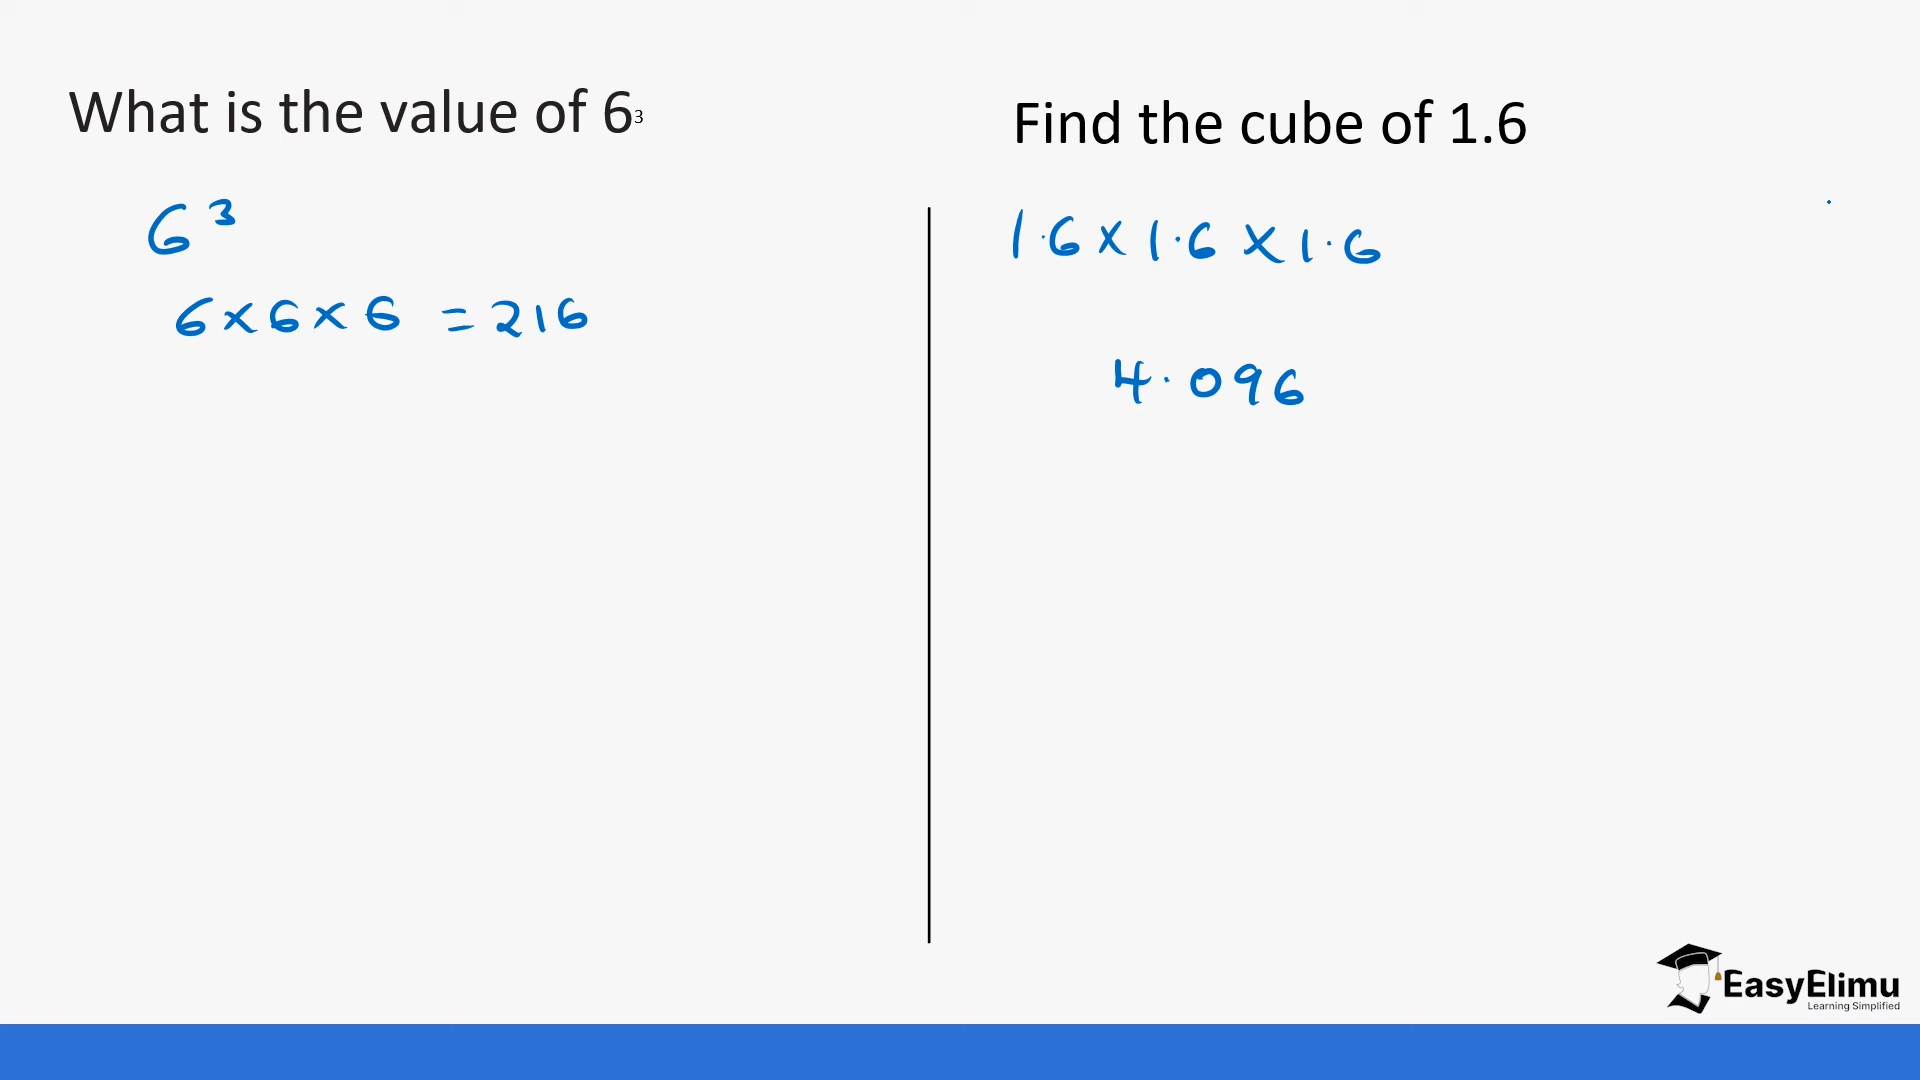 What is the value of 6³
6³
6 × 6 × 6 = 216
Find the cube of 1.6
1·6 × 1·6 × 1·6
4·096
EasyElimu
Learning Simplified